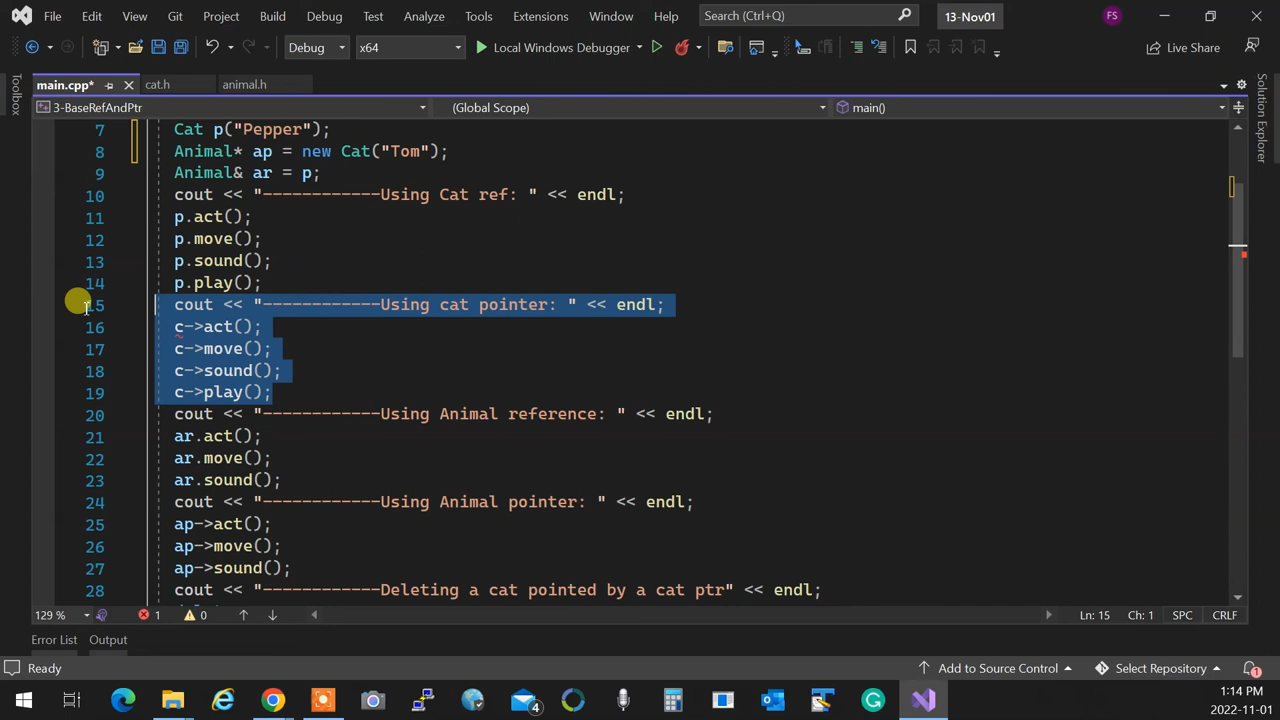 File Edit View Git Project Build Debug Test Analyze Tools Extensions Window Help Search (Ctrl+Q) 13-Nov01 FS
Debug x64 Local Windows Debugger Live Share
main.cpp* cat.h animal.h
3-BaseRefAndPtr (Global Scope) main()
Toolbox
Solution Explorer
7 Cat p("Pepper");
8 Animal* ap = new Cat("Tom");
9 Animal& ar = p;
10 cout << "------------Using Cat ref: " << endl;
11 p.act();
12 p.move();
13 p.sound();
14 p.play();
15 cout << "------------Using cat pointer: " << endl;
16 c->act();
17 c->move();
18 c->sound();
19 c->play();
20 cout << "------------Using Animal reference: " << endl;
21 ar.act();
22 ar.move();
23 ar.sound();
24 cout << "------------Using Animal pointer: " << endl;
25 ap->act();
26 ap->move();
27 ap->sound();
28 cout << "------------Deleting a cat pointed by a cat ptr" << endl;
129 % 1 0 Ln: 15 Ch: 1 SPC CRLF
Error List Output
Ready Add to Source Control Select Repository 1
4 1:14 PM
2022-11-01